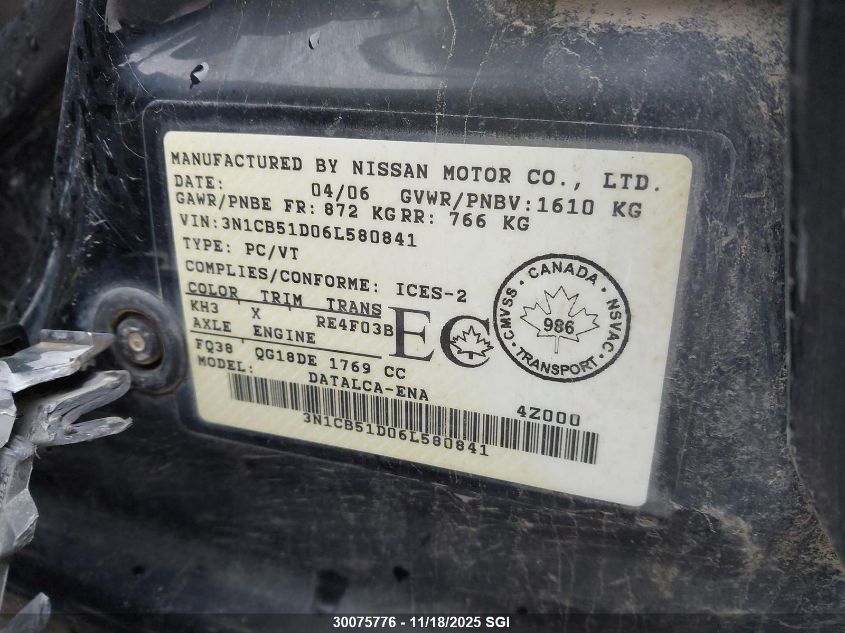 MANUFACTURED BY NISSAN MOTOR CO., LTD.
DATE: 04/06 GVWR/PNBV:1610 KG
GAWR/PNBE FR: 872 KG RR: 766 KG
VIN: 3N1CB51D06L580841
TYPE: PC/VT
COMPLIES/CONFORME: ICES-2
COLOR TRIM TRANS
KH3 X RE4F03B
AXLE ENGINE
FQ38 QG18DE 1769 CC
MODEL: DATALCA-ENA
4Z000
3N1CB51D06L580841
EC
CANADA
CMVSS
NSVAC
986
TRANSPORT
30075776 - 11/18/2025 SGI